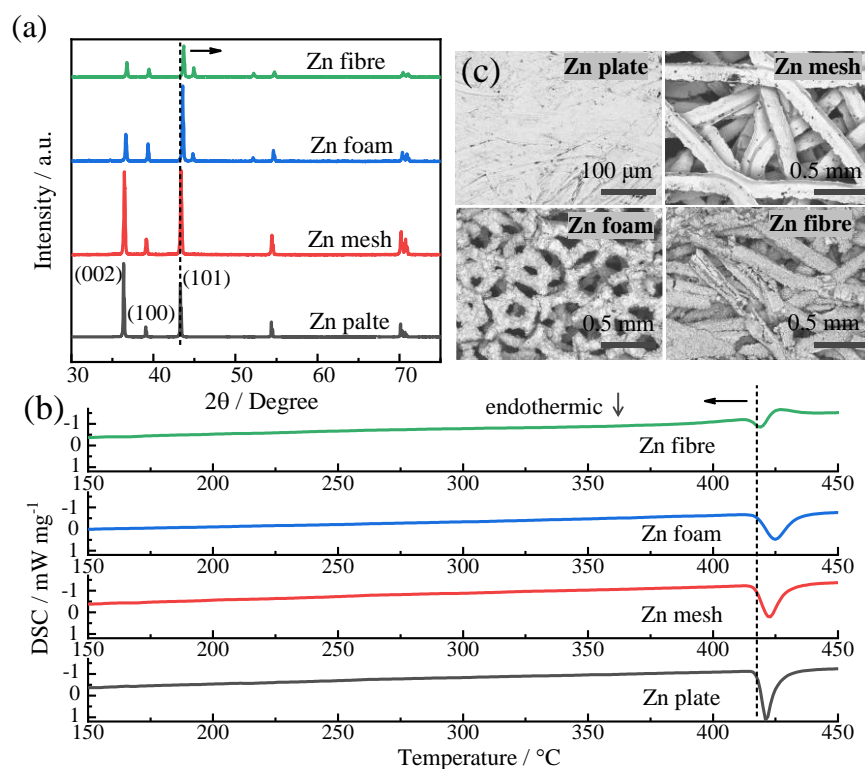 (a)
Zn fibre
Zn foam
Zn mesh
(002)
(100)
(101)
Zn palte
Intensity / a.u.
30 40 50 60 70
2θ / Degree
(c)
Zn plate
100 μm
Zn mesh
0.5 mm
Zn foam
0.5 mm
Zn fibre
0.5 mm
(b)
endothermic
-1
0
1
Zn fibre
150 200 250 300 350 400 450
-1
0
1
Zn foam
150 200 250 300 350 400 450
-1
0
1
Zn mesh
150 200 250 300 350 400 450
-1
0
1
Zn plate
150 200 250 300 350 400 450
DSC / mW mg⁻¹
Temperature / °C